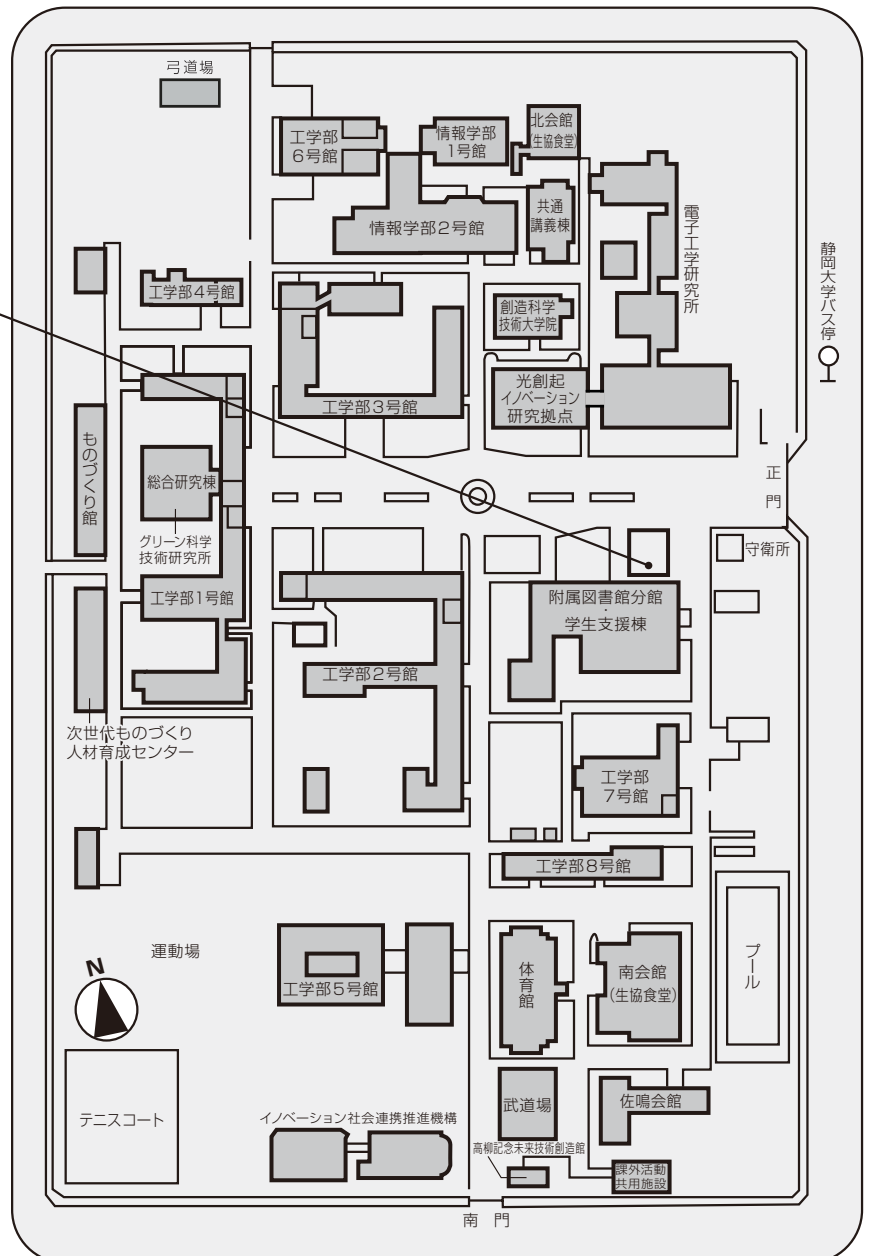 弓道場
工学部
6号館
情報学部
1号館
北会館
(生協食堂)
情報学部2号館
共通
講義棟
電子工学研究所
静岡大学バス停
工学部4号館
創造科学
技術大学院
工学部3号館
光創起
イノベーション
研究拠点
ものづくり館
総合研究棟
グリーン科学
技術研究所
正門
守衛所
工学部1号館
附属図書館分館
・
学生支援棟
工学部2号館
次世代ものづくり
人材育成センター
工学部
7号館
工学部8号館
運動場
N
工学部5号館
体育館
南会館
(生協食堂)
プール
テニスコート
イノベーション社会連携推進機構
武道場
佐鳴会館
高柳記念未来技術創造館
課外活動
共用施設
南門